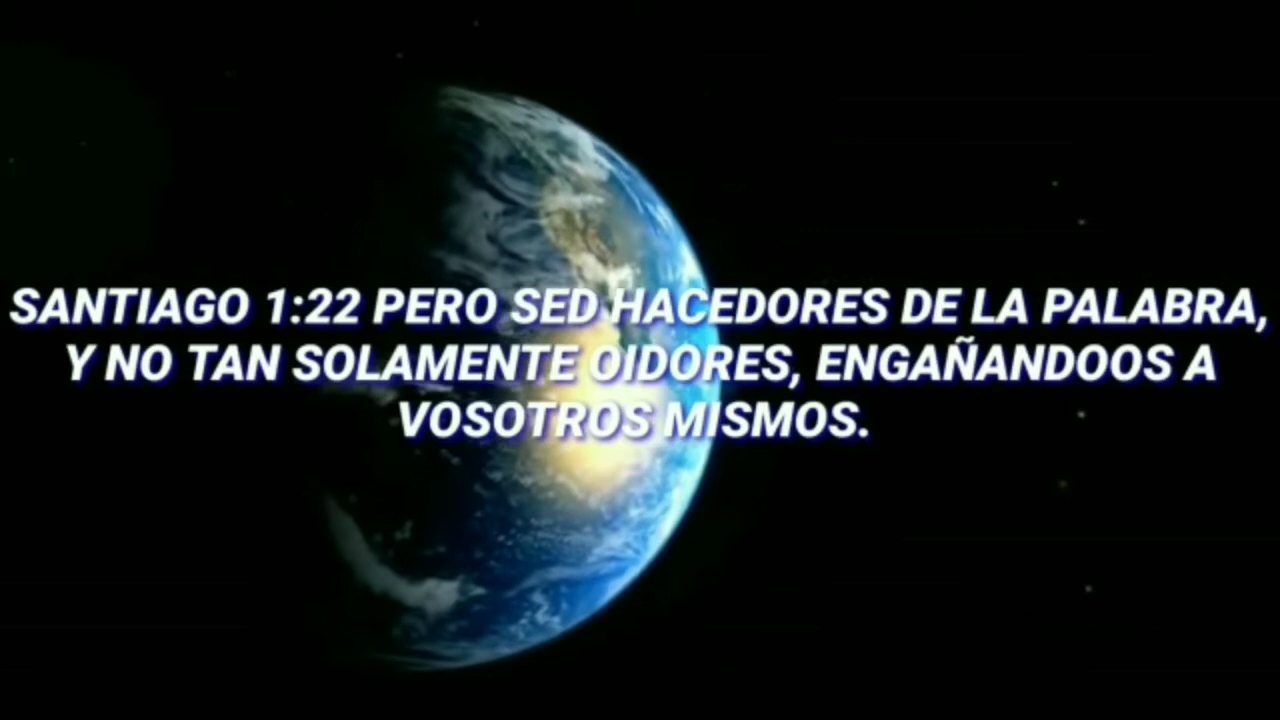 SANTIAGO 1:22 PERO SED HACEDORES DE LA PALABRA,
Y NO TAN SOLAMENTE OIDORES, ENGAÑANDOOS A
VOSOTROS MISMOS.